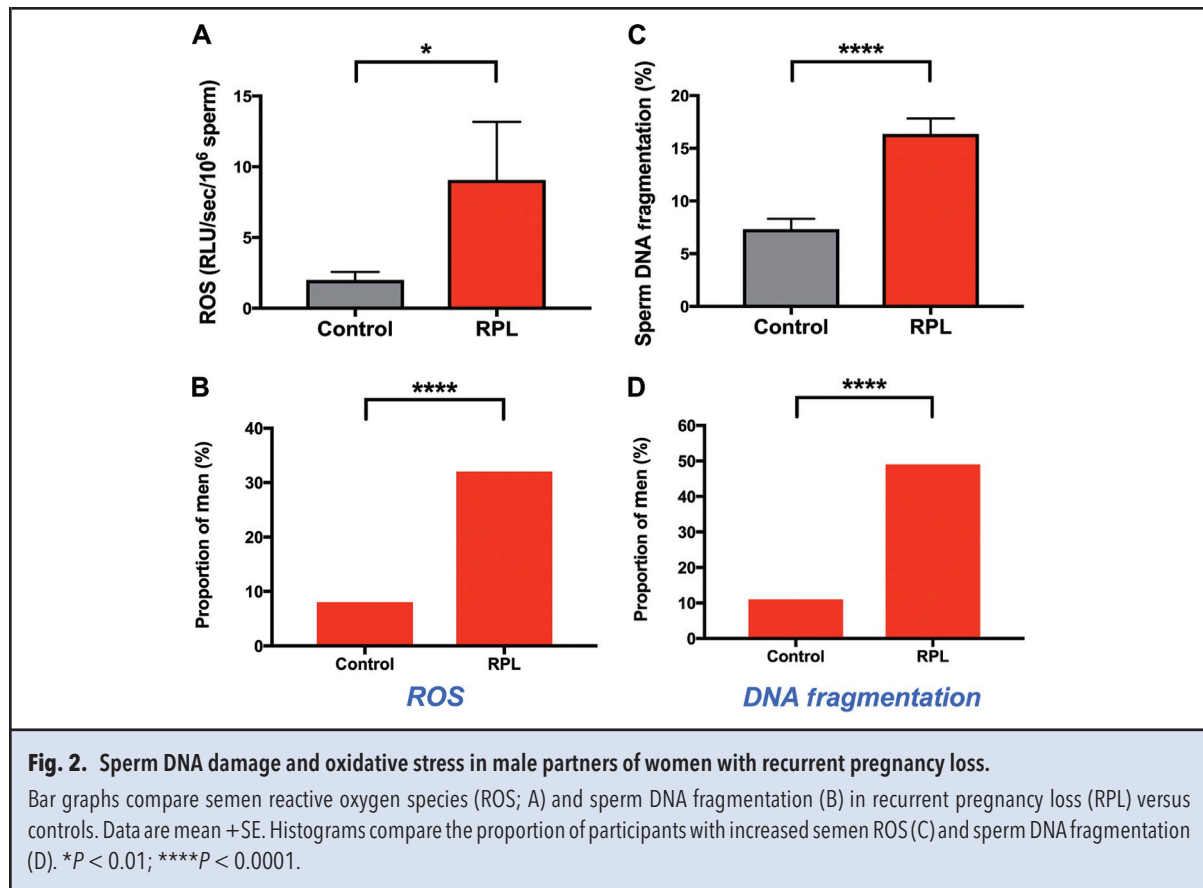 A
*
ROS (RLU/sec/10⁶ sperm)
15
10
5
0
Control RPL
C
****
Sperm DNA fragmentation (%)
20
15
10
5
0
Control RPL
B
****
Proportion of men (%)
40
30
20
10
0
Control RPL
ROS
D
****
Proportion of men (%)
60
50
40
30
20
10
0
Control RPL
DNA fragmentation
Fig. 2. Sperm DNA damage and oxidative stress in male partners of women with recurrent pregnancy loss.
Bar graphs compare semen reactive oxygen species (ROS; A) and sperm DNA fragmentation (B) in recurrent pregnancy loss (RPL) versus
controls. Data are mean +SE. Histograms compare the proportion of participants with increased semen ROS (C) and sperm DNA fragmentation
(D). *P < 0.01; ****P < 0.0001.